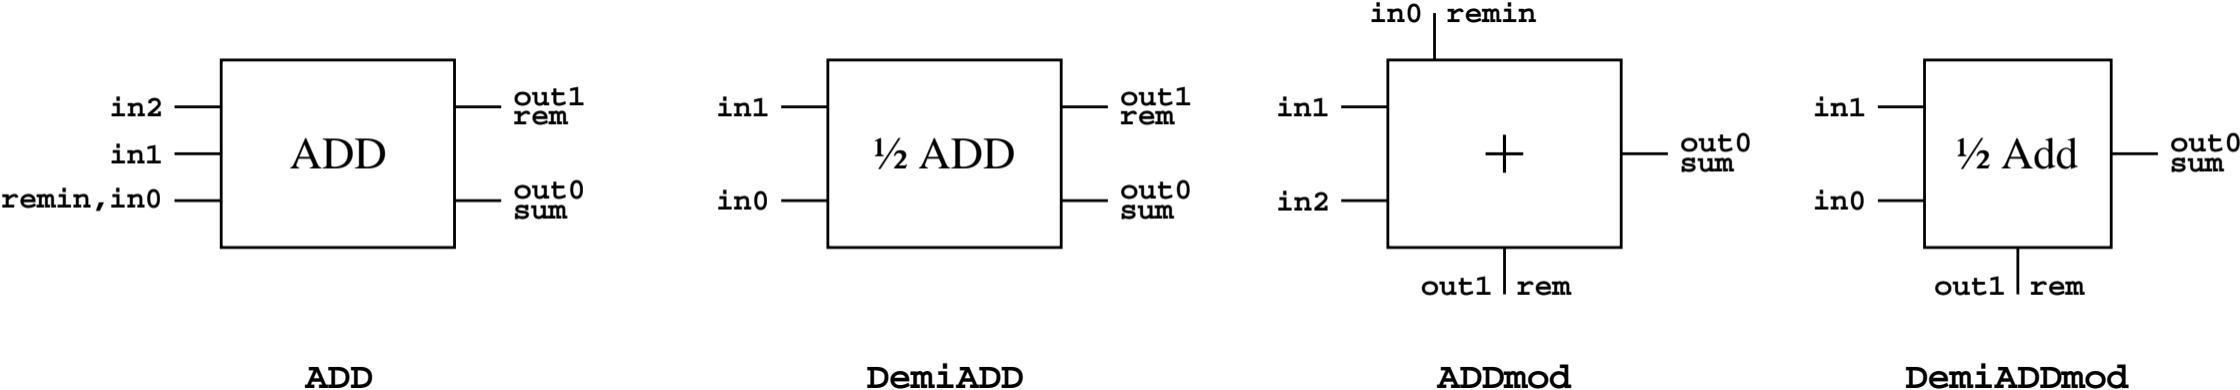 in0 remin
in2
in1
remin,in0
ADD
out1
rem
out0
sum
in1
in0
½ ADD
out1
rem
out0
sum
in1
in2
+
out0
sum
out1 rem
in1
in0
½ Add
out0
sum
out1 rem
ADD
DemiADD
ADDmod
DemiADDmod